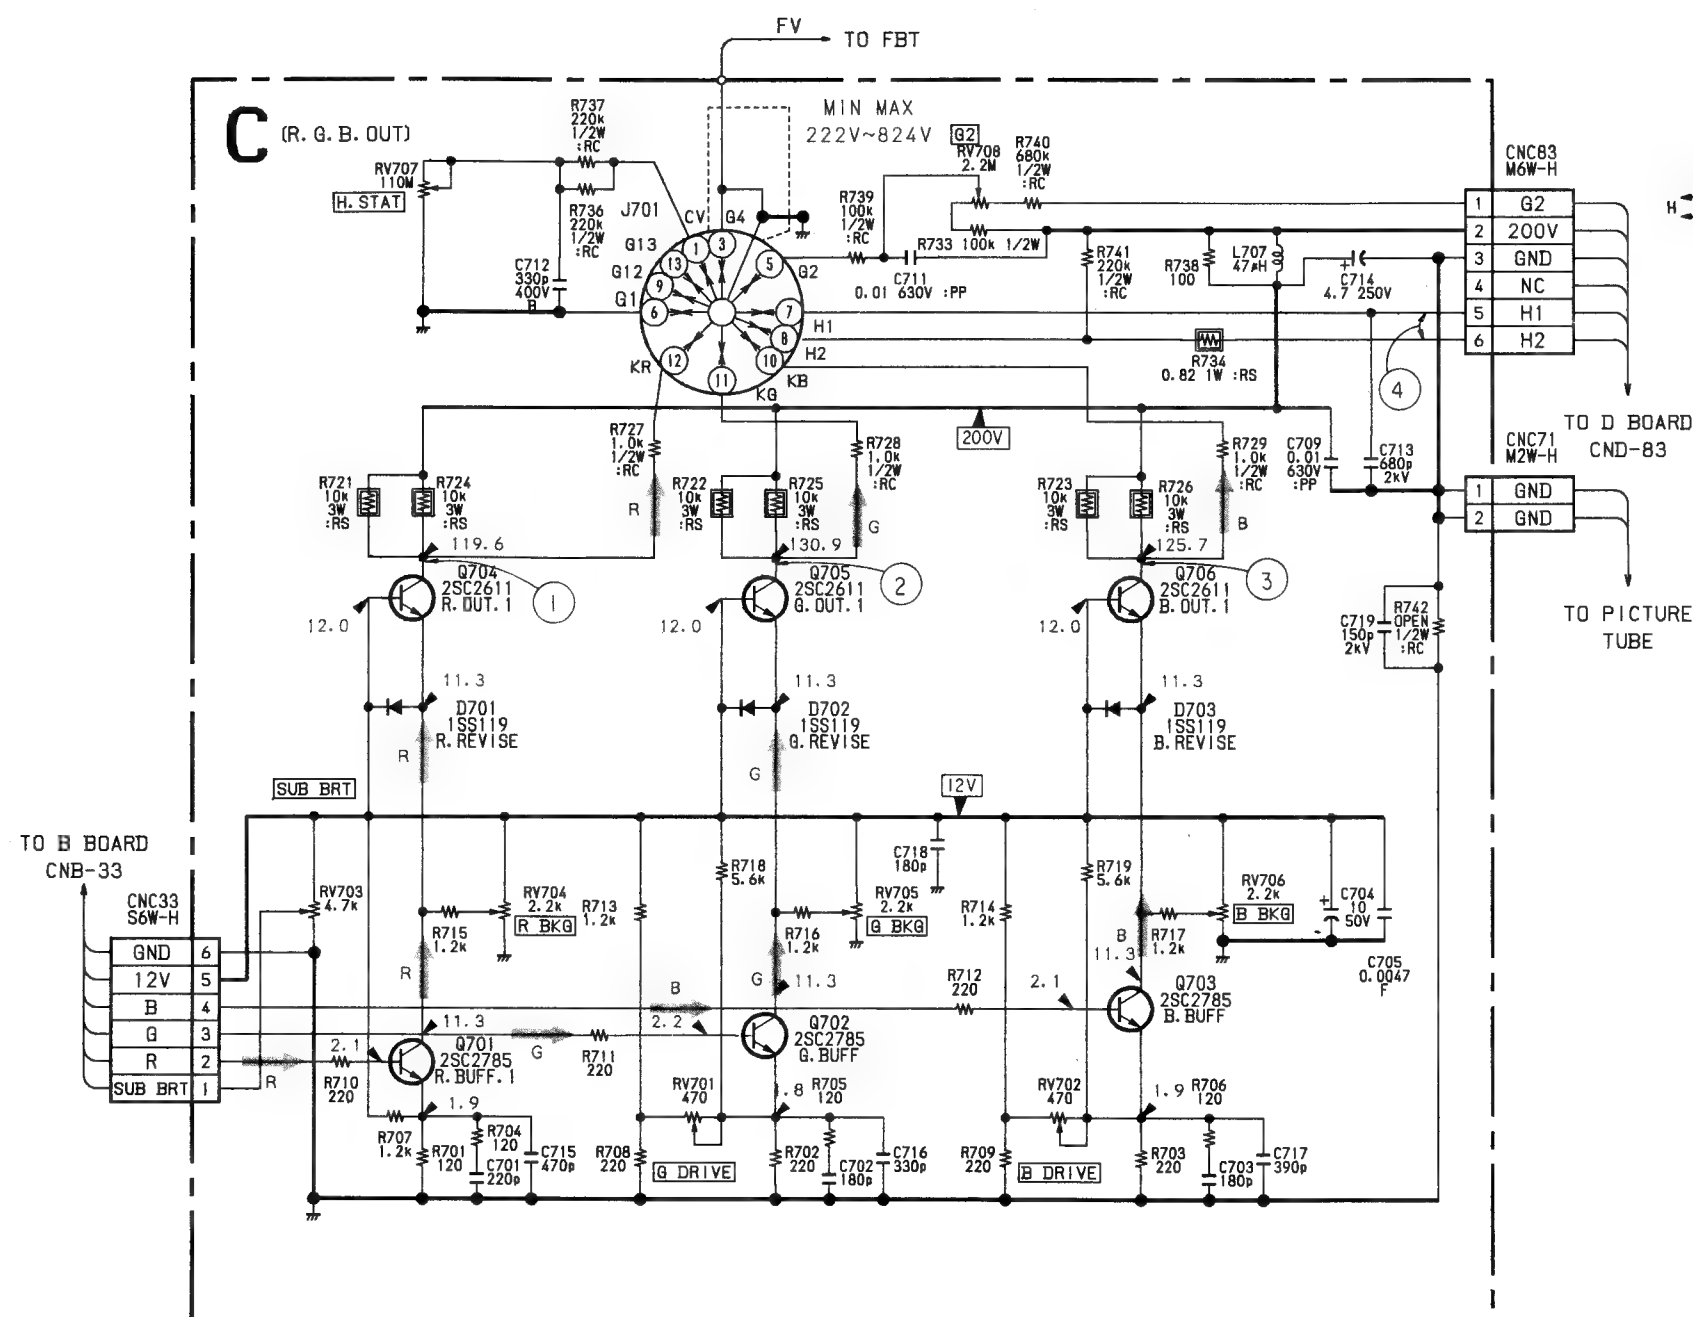 FV
TO FBT
C
(R. G. B. OUT)
MIN MAX
222V~824V
R737
220k
1/2W
:RC
RV707
110M
H. STAT
R736
220k
1/2W
:RC
C712
330p
400V
B
J701
CV
G4
G13
G12
G1
G2
H1
H2
KR
KG
KB
1
3
13
9
6
5
7
8
10
11
12
R739
100k
1/2W
:RC
G2
RV708
2.2M
R740
680k
1/2W
:RC
R733 100k 1/2W
C711
0.01 630V :PP
R741
220k
1/2W
:RC
R738
100
L707
47μH
C714
4.7 250V
+
R734
0.82 1W :RS
4
CNC83
M6W-H
1 G2
2 200V
3 GND
4 NC
5 H1
6 H2
H
TO D BOARD
CND-83
CNC71
M2W-H
1 GND
2 GND
TO PICTURE
TUBE
200V
R721
10k
3W
:RS
R724
10k
3W
:RS
R727
1.0k
1/2W
:RC
R
R722
10k
3W
:RS
R725
10k
3W
:RS
R728
1.0k
1/2W
:RC
G
R723
10k
3W
:RS
R726
10k
3W
:RS
R729
1.0k
1/2W
:RC
B
C709
0.01
630V
:PP
C713
680p
2kV
119.6
130.9
125.7
1
2
3
Q704
2SC2611
R. OUT. 1
Q705
2SC2611
G. OUT. 1
Q706
2SC2611
B. OUT. 1
12.0
12.0
12.0
C719
150p
2kV
R742
OPEN
1/2W
:RC
11.3
11.3
11.3
D701
1SS119
R. REVISE
D702
1SS119
G. REVISE
D703
1SS119
B. REVISE
R
G
SUB BRT
12V
TO B BOARD
CNB-33
CNC33
S6W-H
GND 6
12V 5
B 4
G 3
R 2
SUB BRT 1
RV703
4.7k
R715
1.2k
RV704
2.2k
R BKG
R713
1.2k
R718
5.6k
R716
1.2k
RV705
2.2k
G BKG
C718
180p
R714
1.2k
R719
5.6k
R717
1.2k
RV706
2.2k
B BKG
C704
10
50V
+
C705
0.0047
F
R
G
B
11.3
11.3
11.3
B
R712
220
2.1
Q703
2SC2785
B. BUFF
G
R711
220
2.2
Q702
2SC2785
G. BUFF
R
R710
220
2.1
Q701
2SC2785
R. BUFF. 1
1.9
R707
1.2k
R701
120
R704
120
C701
220p
C715
470p
R708
220
RV701
470
G DRIVE
1.8
R705
120
R702
220
C702
180p
C716
330p
R709
220
RV702
470
B DRIVE
1.9
R706
120
R703
220
C703
180p
C717
390p